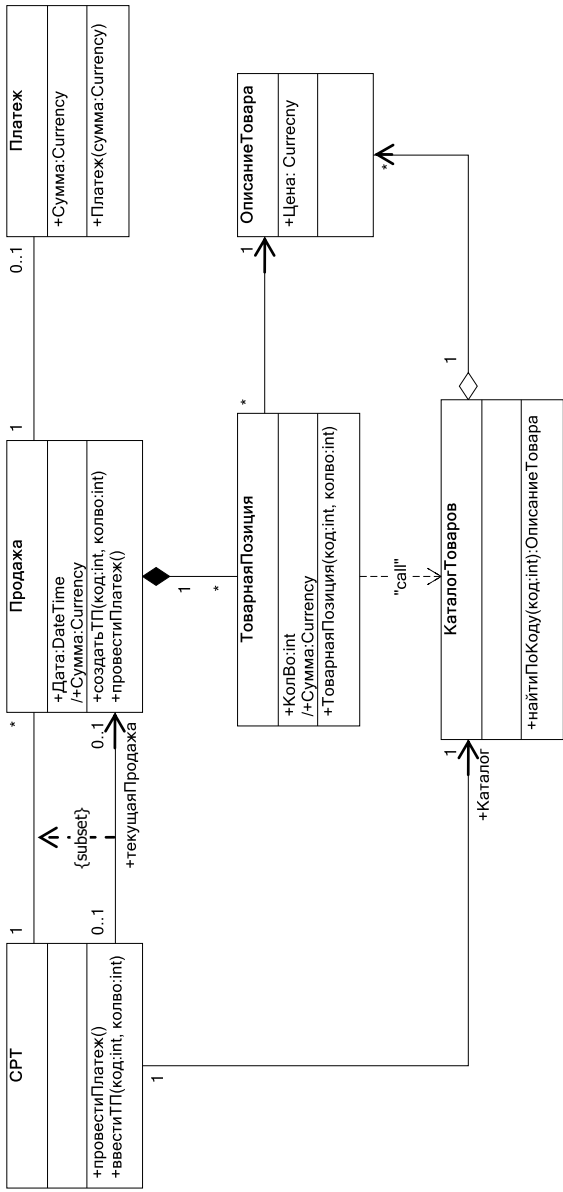 СРТ
+провестиПлатеж()
+ввестиТП(код:int, колво:int)
1
*
{subset}
0..1
0..1
+текущаяПродажа
Продажа
+Дата:DateTime
/+Сумма:Currency
+создатьТП(код:int, колво:int)
+провестиПлатеж()
1
0..1
Платеж
+Сумма:Currency
+Платеж(сумма:Currency)
1
*
ТоварнаяПозиция
+КолВо:int
/+Сумма:Currency
+ТоварнаяПозиция(код:int, колво:int)
*
1
ОписаниеТовара
+Цена: Currecny
"call"
1
1
+Каталог
КаталогТоваров
+найтиПоКоду(код:int):ОписаниеТовара
1
*